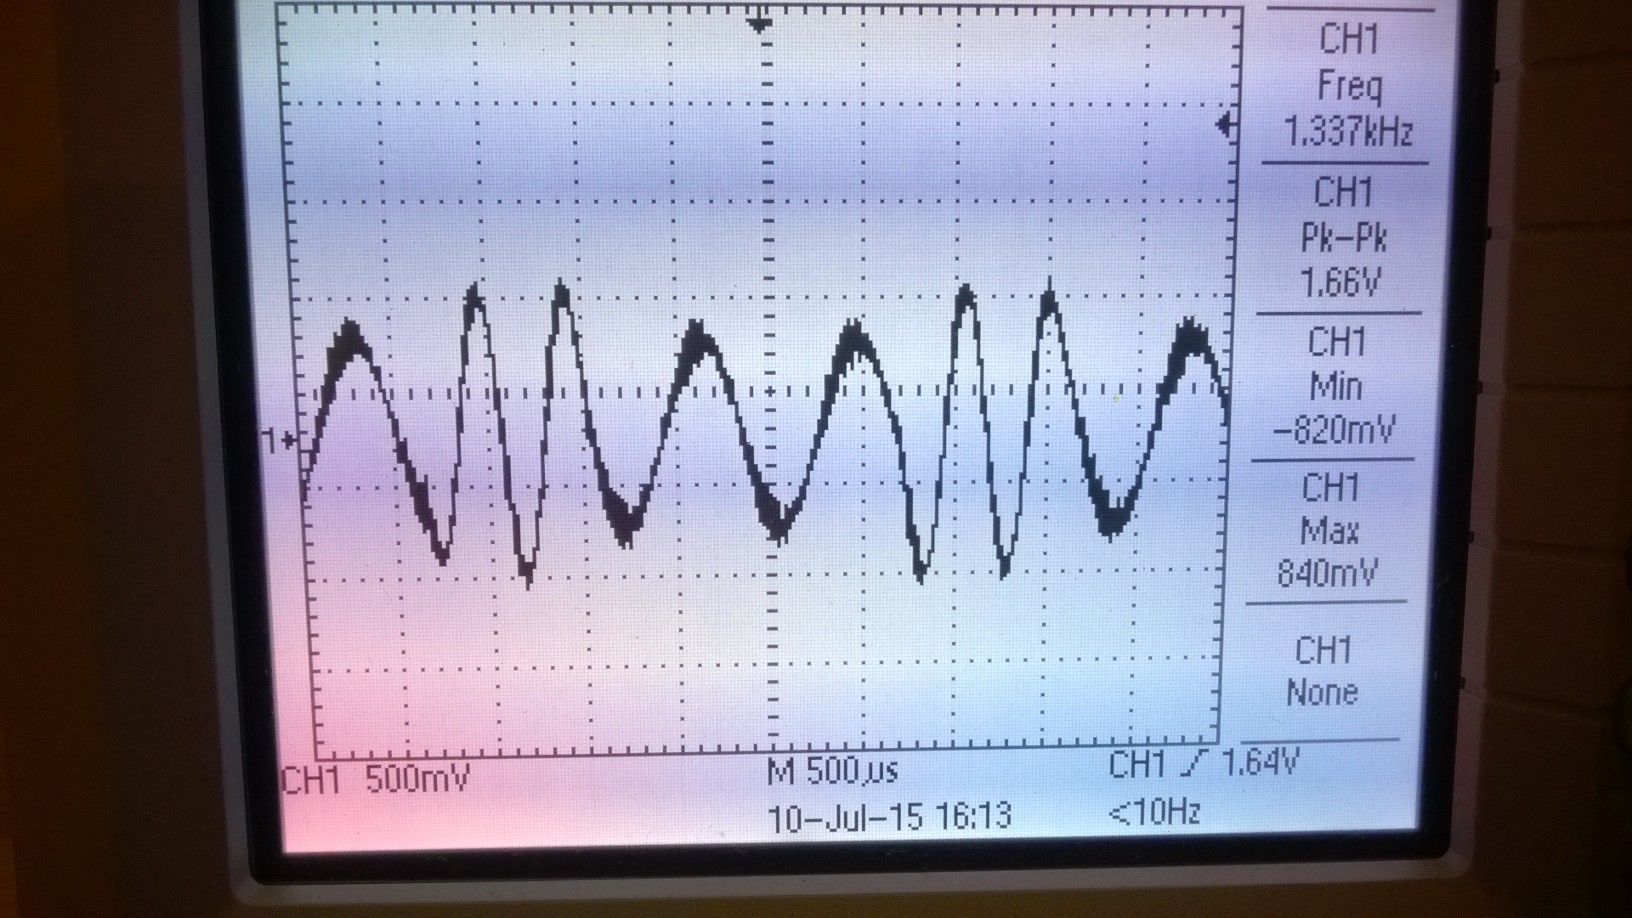 CH1
Freq
1.337kHz
CH1
Pk-Pk
1.66V
CH1
Min
-820mV
CH1
Max
840mV
CH1
None
1
CH1 500mV
M 500µs
CH1 1.64V
10-Jul-15 16:13
<10Hz